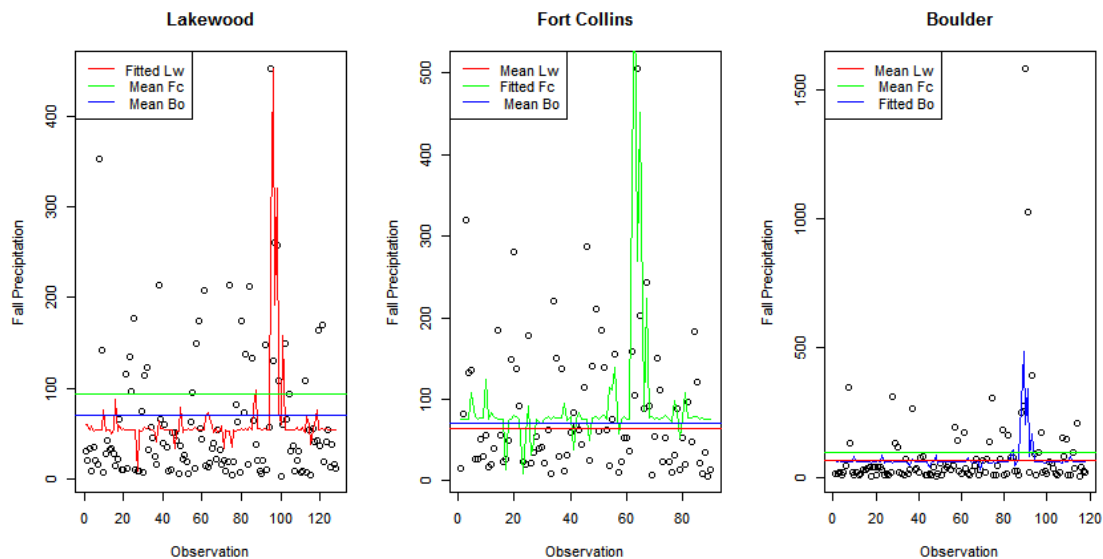 Lakewood
Fitted Lw
Mean Fc
Mean Bo
Fall Precipitation
0
100
200
300
400
0 20 40 60 80 100 120
Observation
Fort Collins
Mean Lw
Fitted Fc
Mean Bo
Fall Precipitation
0
100
200
300
400
500
0 20 40 60 80
Observation
Boulder
Mean Lw
Mean Fc
Fitted Bo
Fall Precipitation
0
500
1000
1500
0 20 40 60 80 100 120
Observation